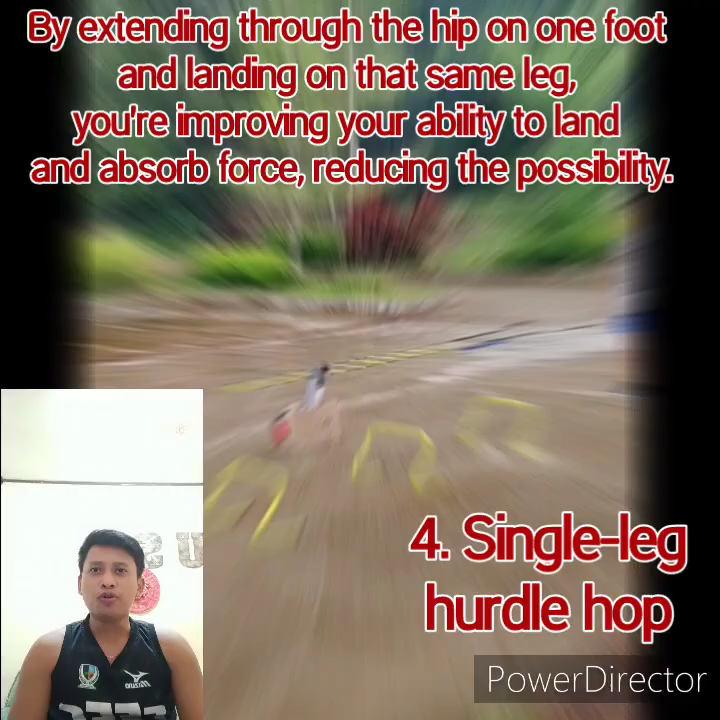 By extending through the hip on one foot
and landing on that same leg,
you're improving your ability to land
and absorb force, reducing the possibility.
4. Single-leg
hurdle hop
PowerDirector